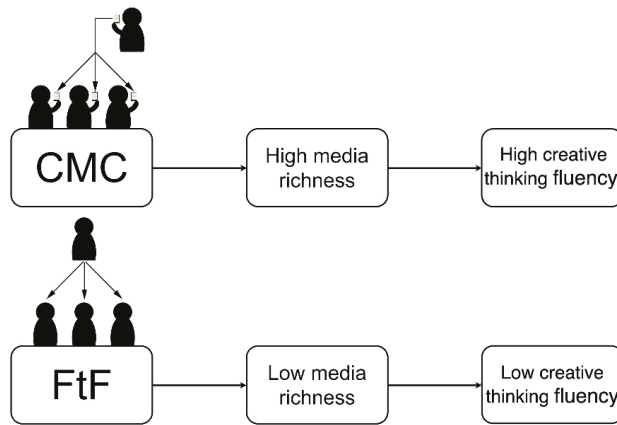 CMC
High media
richness
High creative
thinking fluency
FtF
Low media
richness
Low creative
thinking fluency